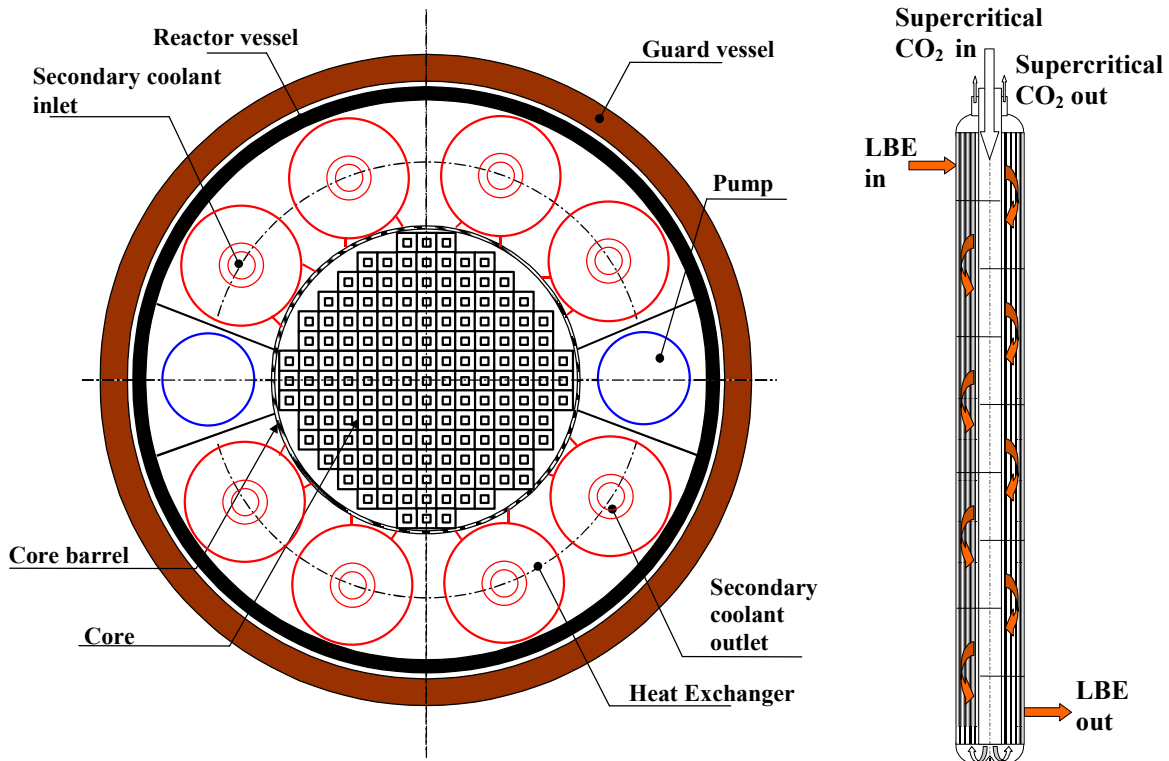 Reactor vessel
Guard vessel
Secondary coolant
inlet
Pump
Core barrel
Core
Secondary
coolant
outlet
Heat Exchanger
Supercritical
CO₂ in
Supercritical
CO₂ out
LBE
in
LBE
out